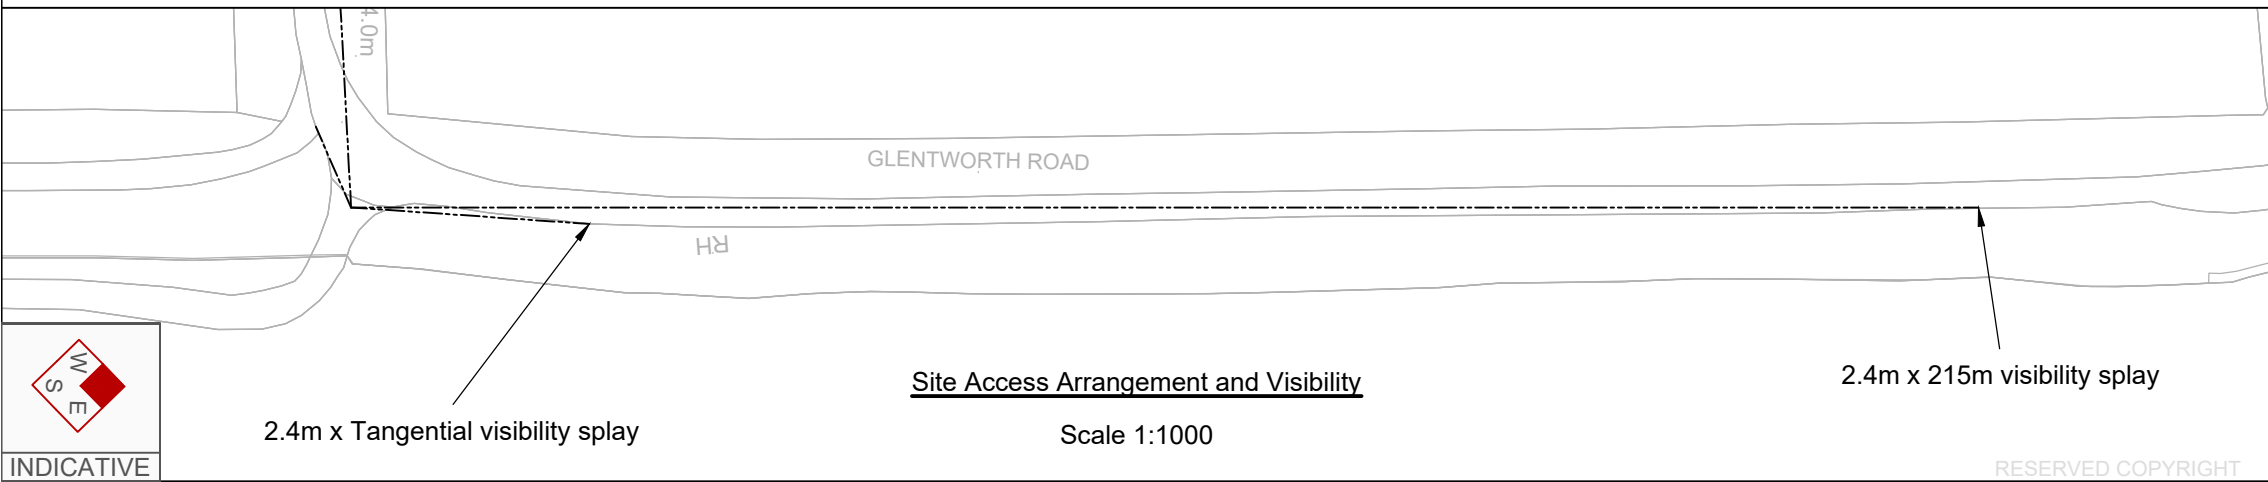 4.0m
GLENTWORTH ROAD
RH
W
S
E
INDICATIVE
2.4m x Tangential visibility splay
Site Access Arrangement and Visibility
Scale 1:1000
2.4m x 215m visibility splay
RESERVED COPYRIGHT